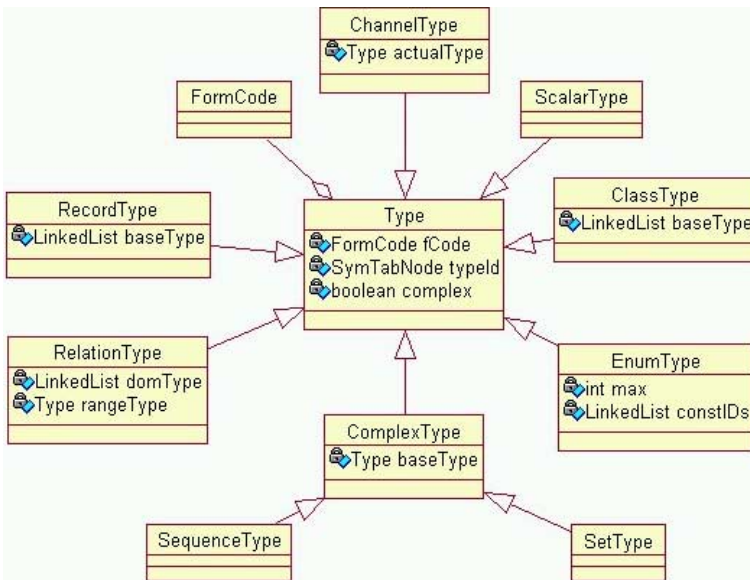 ChannelType
Type actualType
FormCode
ScalarType
RecordType
LinkedList baseType
Type
FormCode fCode
SymTabNode typeId
boolean complex
ClassType
LinkedList baseType
RelationType
LinkedList domType
Type rangeType
EnumType
int max
LinkedList constIDs
ComplexType
Type baseType
SequenceType
SetType